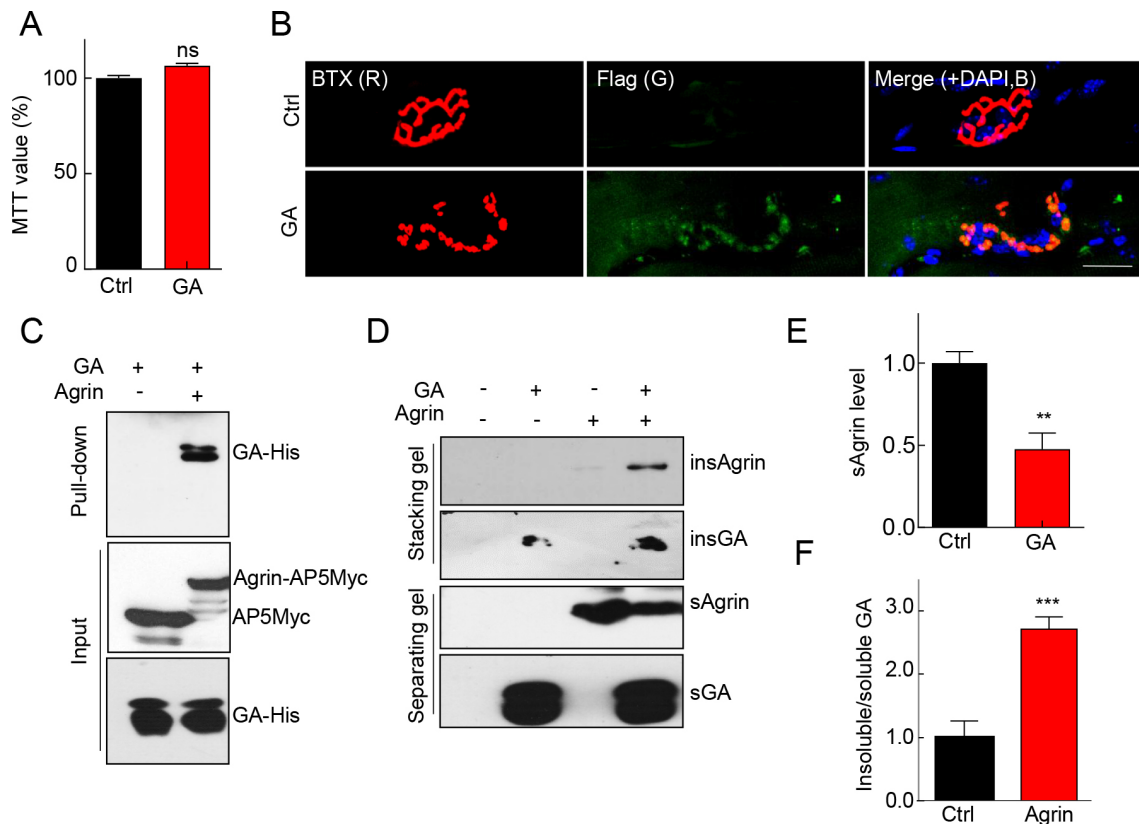 A
MTT value (%)
100
50
0
ns
Ctrl
GA
B
BTX (R)
Flag (G)
Merge (+DAPI,B)
Ctrl
GA
C
GA + +
Agrin - +
Pull-down
GA-His
Input
Agrin-AP5Myc
AP5Myc
GA-His
D
GA - + - +
Agrin - - + +
Stacking gel
insAgrin
insGA
Separating gel
sAgrin
sGA
E
sAgrin level
1.0
0.5
0.0
**
Ctrl
GA
F
Insoluble/soluble GA
3.0
2.0
1.0
0.0
***
Ctrl
Agrin